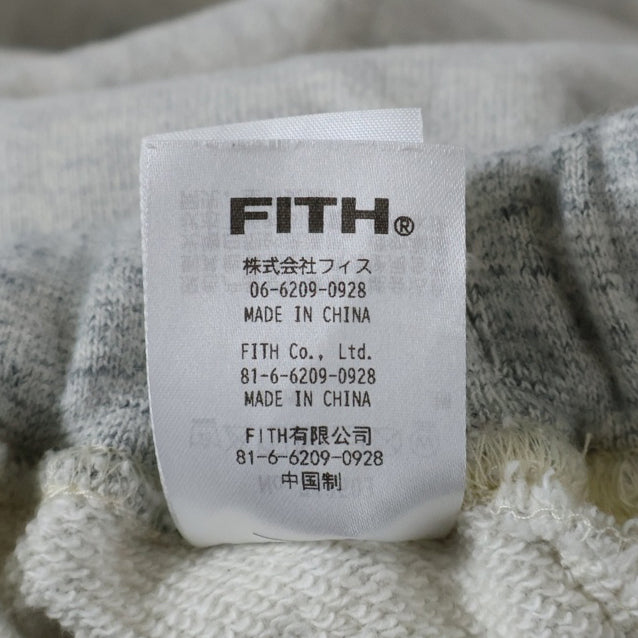 FITH®
株式会社フィス
06-6209-0928
MADE IN CHINA
FITH Co., Ltd.
81-6-6209-0928
MADE IN CHINA
FITH有限公司
81-6-6209-0928
中国制